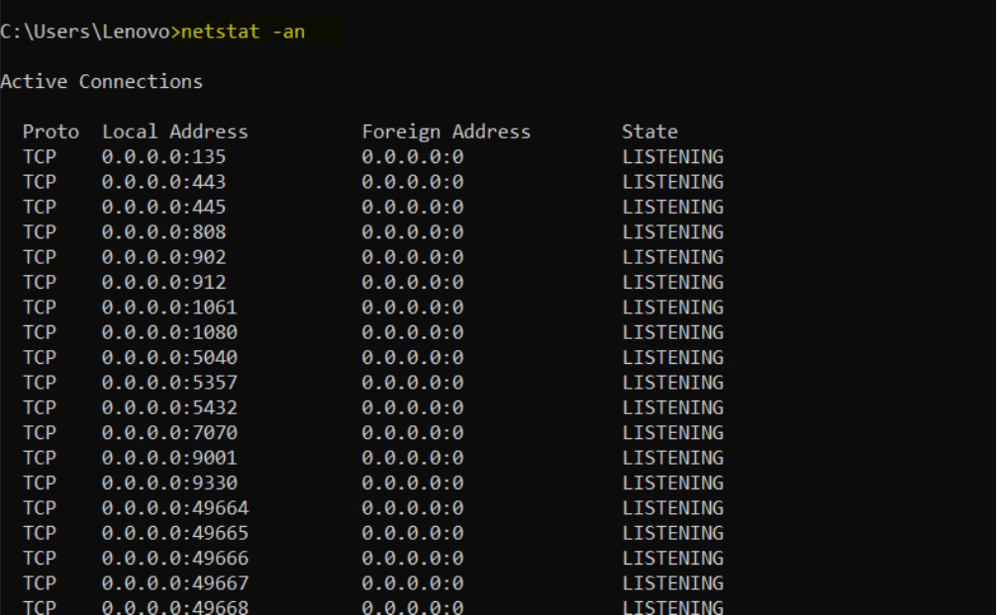 C:\Users\Lenovo>netstat -an
Active Connections
Proto Local Address Foreign Address State
TCP 0.0.0.0:135 0.0.0.0:0 LISTENING
TCP 0.0.0.0:443 0.0.0.0:0 LISTENING
TCP 0.0.0.0:445 0.0.0.0:0 LISTENING
TCP 0.0.0.0:808 0.0.0.0:0 LISTENING
TCP 0.0.0.0:902 0.0.0.0:0 LISTENING
TCP 0.0.0.0:912 0.0.0.0:0 LISTENING
TCP 0.0.0.0:1061 0.0.0.0:0 LISTENING
TCP 0.0.0.0:1080 0.0.0.0:0 LISTENING
TCP 0.0.0.0:5040 0.0.0.0:0 LISTENING
TCP 0.0.0.0:5357 0.0.0.0:0 LISTENING
TCP 0.0.0.0:5432 0.0.0.0:0 LISTENING
TCP 0.0.0.0:7070 0.0.0.0:0 LISTENING
TCP 0.0.0.0:9001 0.0.0.0:0 LISTENING
TCP 0.0.0.0:9330 0.0.0.0:0 LISTENING
TCP 0.0.0.0:49664 0.0.0.0:0 LISTENING
TCP 0.0.0.0:49665 0.0.0.0:0 LISTENING
TCP 0.0.0.0:49666 0.0.0.0:0 LISTENING
TCP 0.0.0.0:49667 0.0.0.0:0 LISTENING
TCP 0.0.0.0:49668 0.0.0.0:0 LISTENING